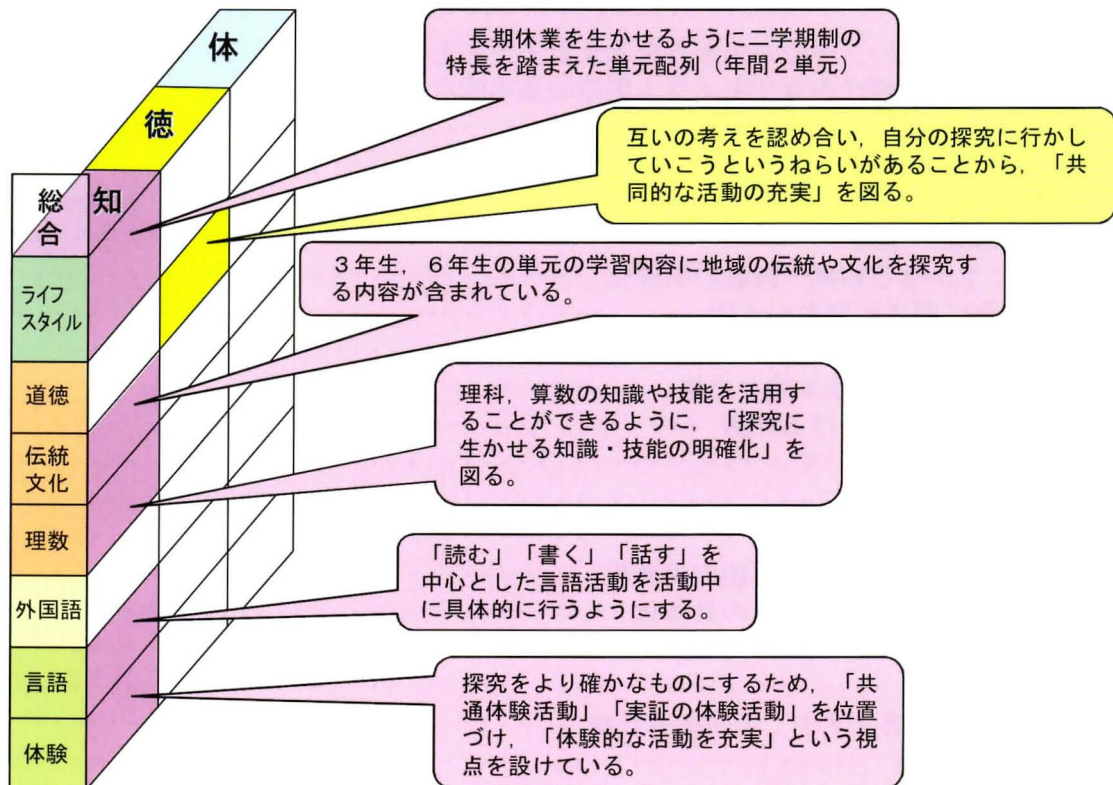 体
徳
知
総
合
ライフ
スタイル
道徳
伝統
文化
理数
外国語
言語
体験
長期休業を生かせるように二学期制の
特長を踏まえた単元配列（年間２単元）
互いの考えを認め合い，自分の探究に行かし
ていこうというねらいがあることから，「共
同的な活動の充実」を図る。
３年生，６年生の単元の学習内容に地域の伝統や文化を探究す
る内容が含まれている。
理科，算数の知識や技能を活用す
ることができるように，「探究に
生かせる知識・技能の明確化」を
図る。
「読む」「書く」「話す」を
中心とした言語活動を活動中
に具体的に行うようにする。
探究をより確かなものにするため，「共
通体験活動」「実証の体験活動」を位置
づけ，「体験的な活動を充実」という視
点を設けている。